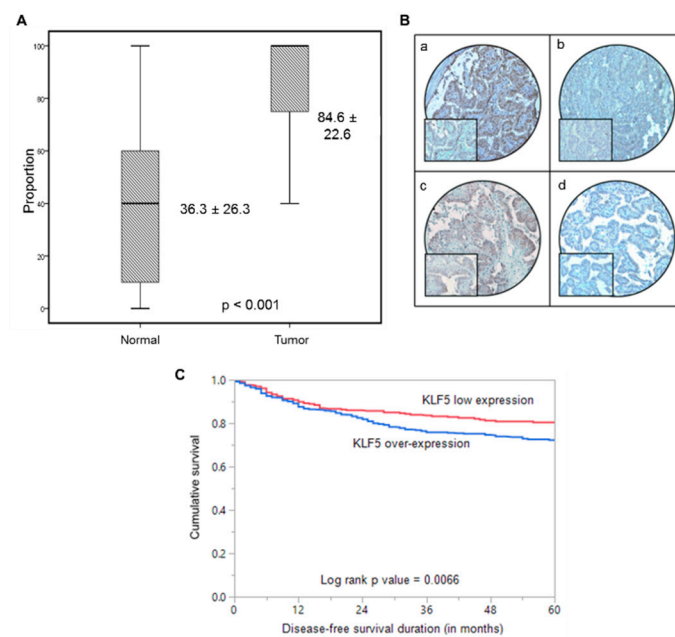 A
Proportion
100
80
60
40
20
0
84.6 ±
22.6
36.3 ± 26.3
p < 0.001
Normal
Tumor
B
a
b
c
d
C
Cumulative survival
1.0
0.8
0.6
0.4
0.2
0.0
KLF5 low expression
KLF5 over-expression
Log rank p value = 0.0066
0
12
24
36
48
60
Disease-free survival duration (in months)